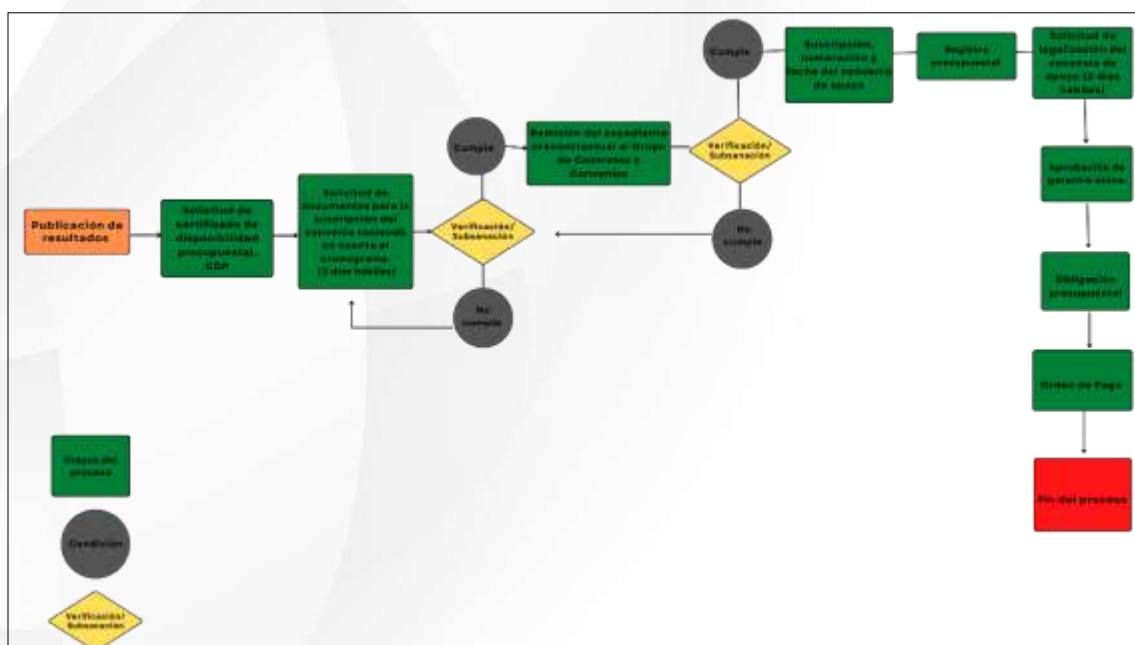 Publicación de
resultados
Solicitud de
certificado de
disponibilidad
presupuestal.
CDP
Solicitud de
documentos para la
suscripción del
convenio teniendo
en cuenta el
cronograma
(3 días hábiles)
Cumple
Verificación/
Subsanación
No
cumple
Remisión del expediente
precontractual al Grupo
de Contratos y
Convenios
Cumple
Verificación/
Subsanación
No
cumple
Suscripción,
numeración y
fecha del convenio
de apoyo
Registro
presupuestal
Solicitud de
legalización del
convenio de
apoyo (2 días
hábiles)
Aprobación de
garantía única
Obligación
presupuestal
Orden de Pago
Fin del proceso
Etapas del
proceso
Condición
Verificación/
Subsanación